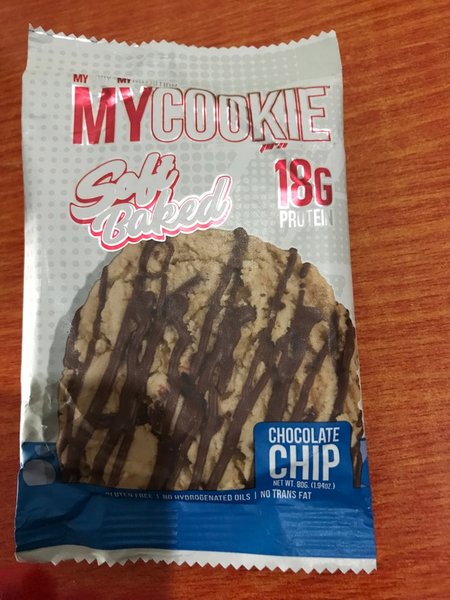 MYCOOKIE
Soft
Baked
18G
PROTEIN
CHOCOLATE
CHIP
NET WT. 80G. (1.94oz.)
GLUTEN FREE | NO HYDROGENATED OILS | NO TRANS FAT